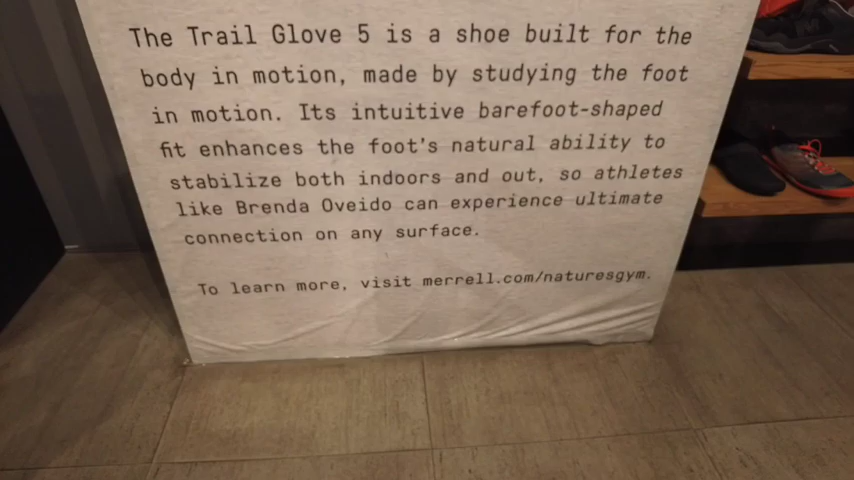 The Trail Glove 5 is a shoe built for the
body in motion, made by studying the foot
in motion. Its intuitive barefoot-shaped
fit enhances the foot's natural ability to
stabilize both indoors and out, so athletes
like Brenda Oveido can experience ultimate
connection on any surface.
To learn more, visit merrell.com/naturesgym.